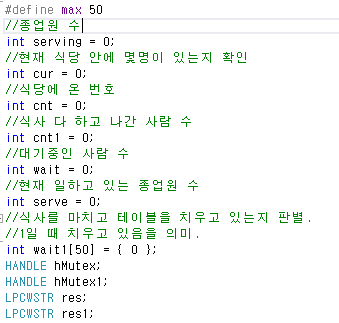 #define max 50
//종업원 수
int serving = 0;
//현재 식당 안에 몇명이 있는지 확인
int cur = 0;
//식당에 온 번호
int cnt = 0;
//식사 다 하고 나간 사람 수
int cnt1 = 0;
//대기중인 사람 수
int wait = 0;
//현재 일하고 있는 종업원 수
int serve = 0;
//식사를 마치고 테이블을 치우고 있는지 판별.
//1일 때 치우고 있음을 의미.
int wait1[50] = { 0 };
HANDLE hMutex;
HANDLE hMutex1;
LPCWSTR res;
LPCWSTR res1;